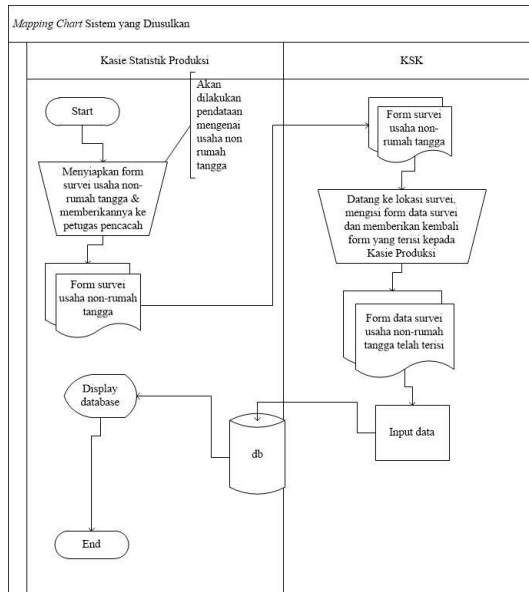 Mapping Chart Sistem yang Diusulkan
Kasie Statistik Produksi
KSK
Start
Akan
dilakukan
pendataan
mengenai
usaha non
rumah
tangga
Menyiapkan form
survei usaha non-
rumah tangga &
memberikannya ke
petugas pencacah
Form survei
usaha non-rumah
tangga
Form survei
usaha non-
rumah tangga
Datang ke lokasi survei,
mengisi form data survei
dan memberikan kembali
form yang terisi kepada
Kasie Produksi
Form data survei
usaha non-rumah
tangga telah terisi
Input data
db
Display
database
End